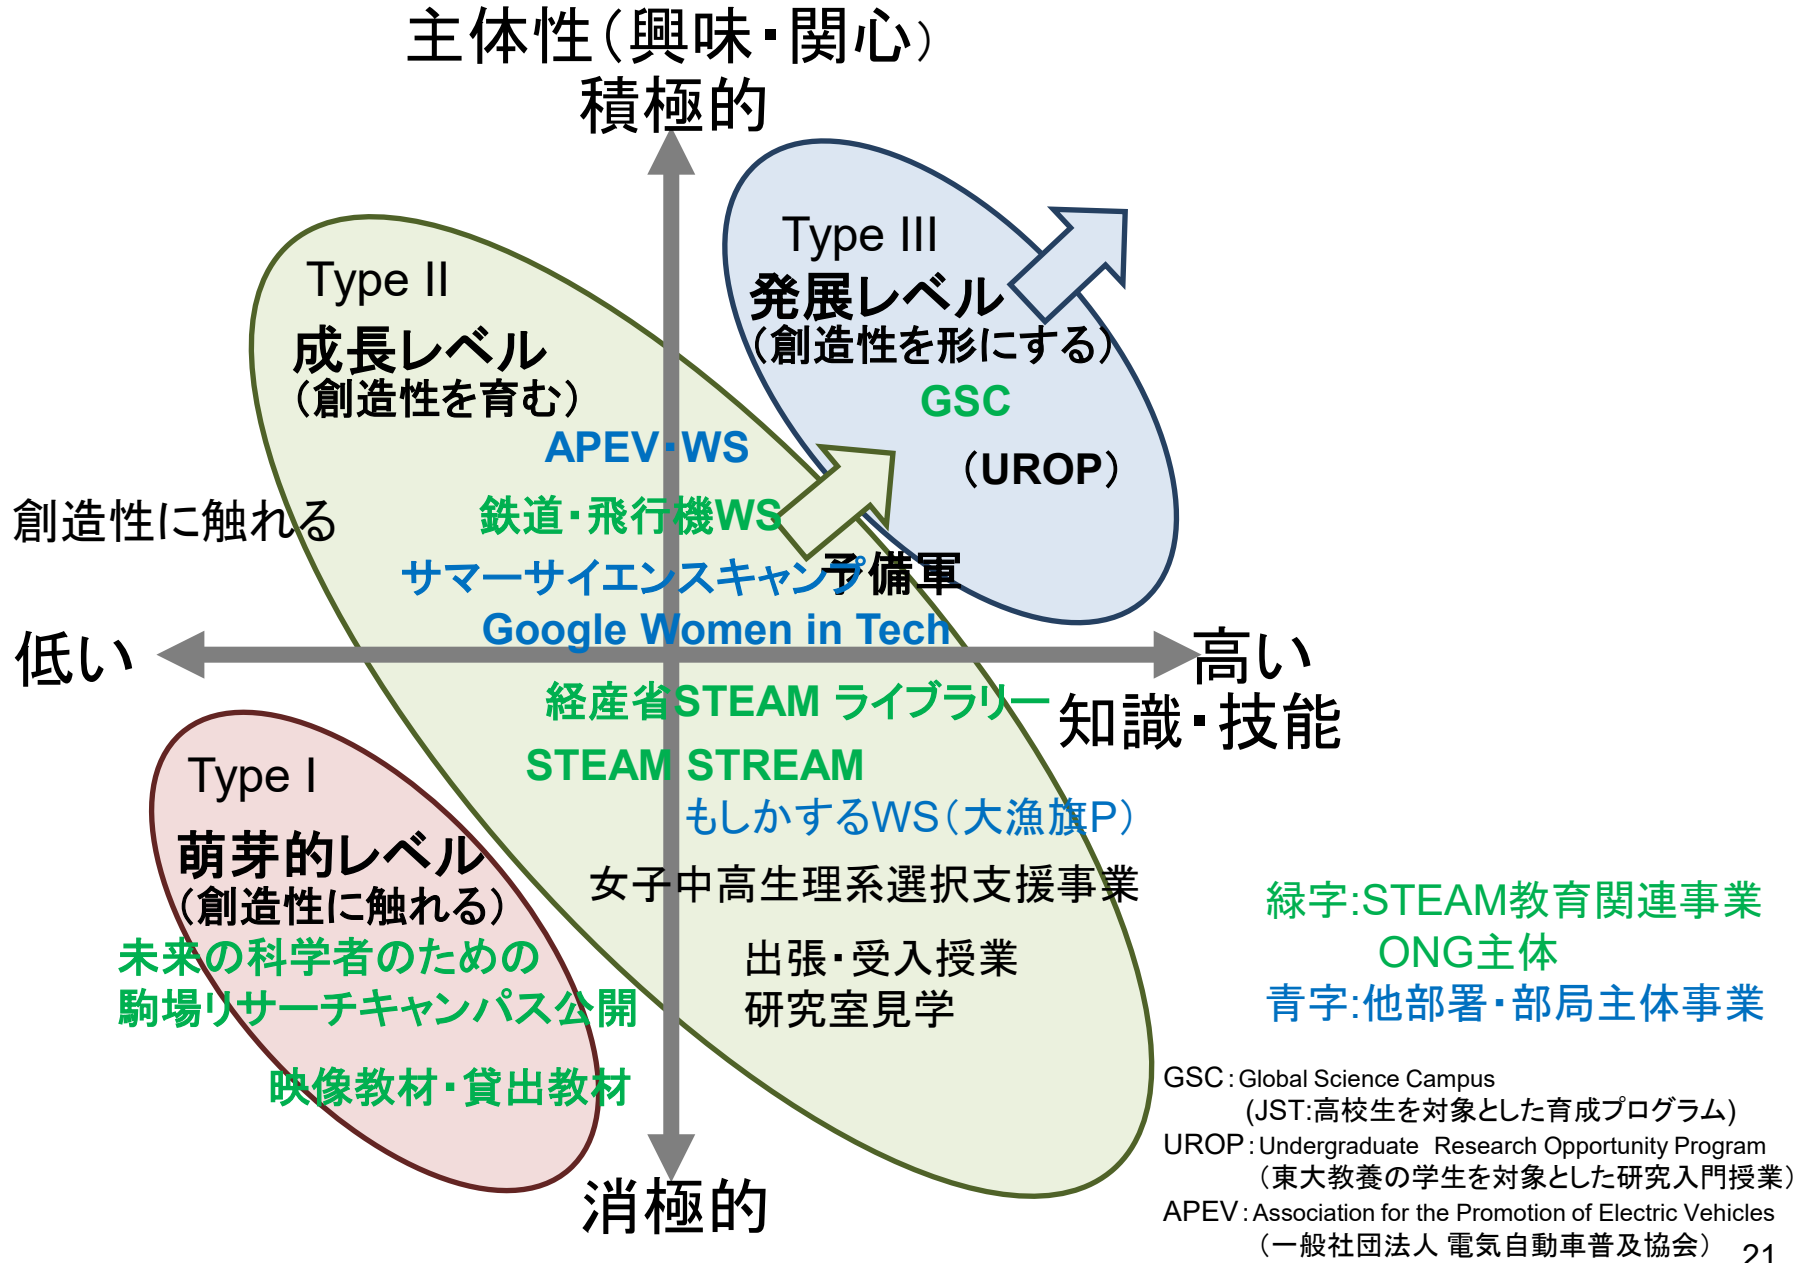 主体性(興味・関心)
積極的
Type III
発展レベル
(創造性を形にする)
GSC
(UROP)
Type II
成長レベル
(創造性を育む)
APEV・WS
鉄道・飛行機WS
サマーサイエンスキャンプ
予備軍
Google Women in Tech
創造性に触れる
低い
高い
知識・技能
経産省STEAM ライブラリー
STEAM STREAM
もしかするWS(大漁旗P)
女子中高生理系選択支援事業
出張・受入授業
研究室見学
Type I
萌芽的レベル
(創造性に触れる)
未来の科学者のための
駒場リサーチキャンパス公開
映像教材・貸出教材
消極的
緑字:STEAM教育関連事業
ONG主体
青字:他部署・部局主体事業
GSC:Global Science Campus
(JST:高校生を対象とした育成プログラム)
UROP:Undergraduate Research Opportunity Program
(東大教養の学生を対象とした研究入門授業)
APEV:Association for the Promotion of Electric Vehicles
(一般社団法人 電気自動車普及協会)
21